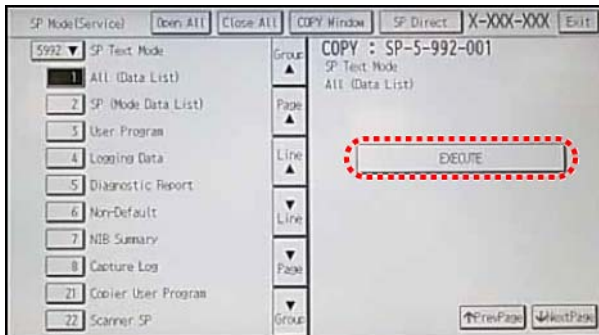 SP Mode(Service) Open All Close All COPY Window SP Direct X-XXX-XXX Exit
5992 ▼ SP Text Mode
1 All (Data List)
2 SP (Mode Data List)
3 User Program
4 Logging Data
5 Diagnostic Report
6 Non-Default
7 NIB Summary
8 Capture Log
21 Copier User Program
22 Scanner SP
Group ▲
Page ▲
Line ▲
▼ Line
▼ Page
▼ Group
COPY : SP-5-992-001
SP Text Mode
All (Data List)
EXECUTE
↑PrevPage ↓NextPage